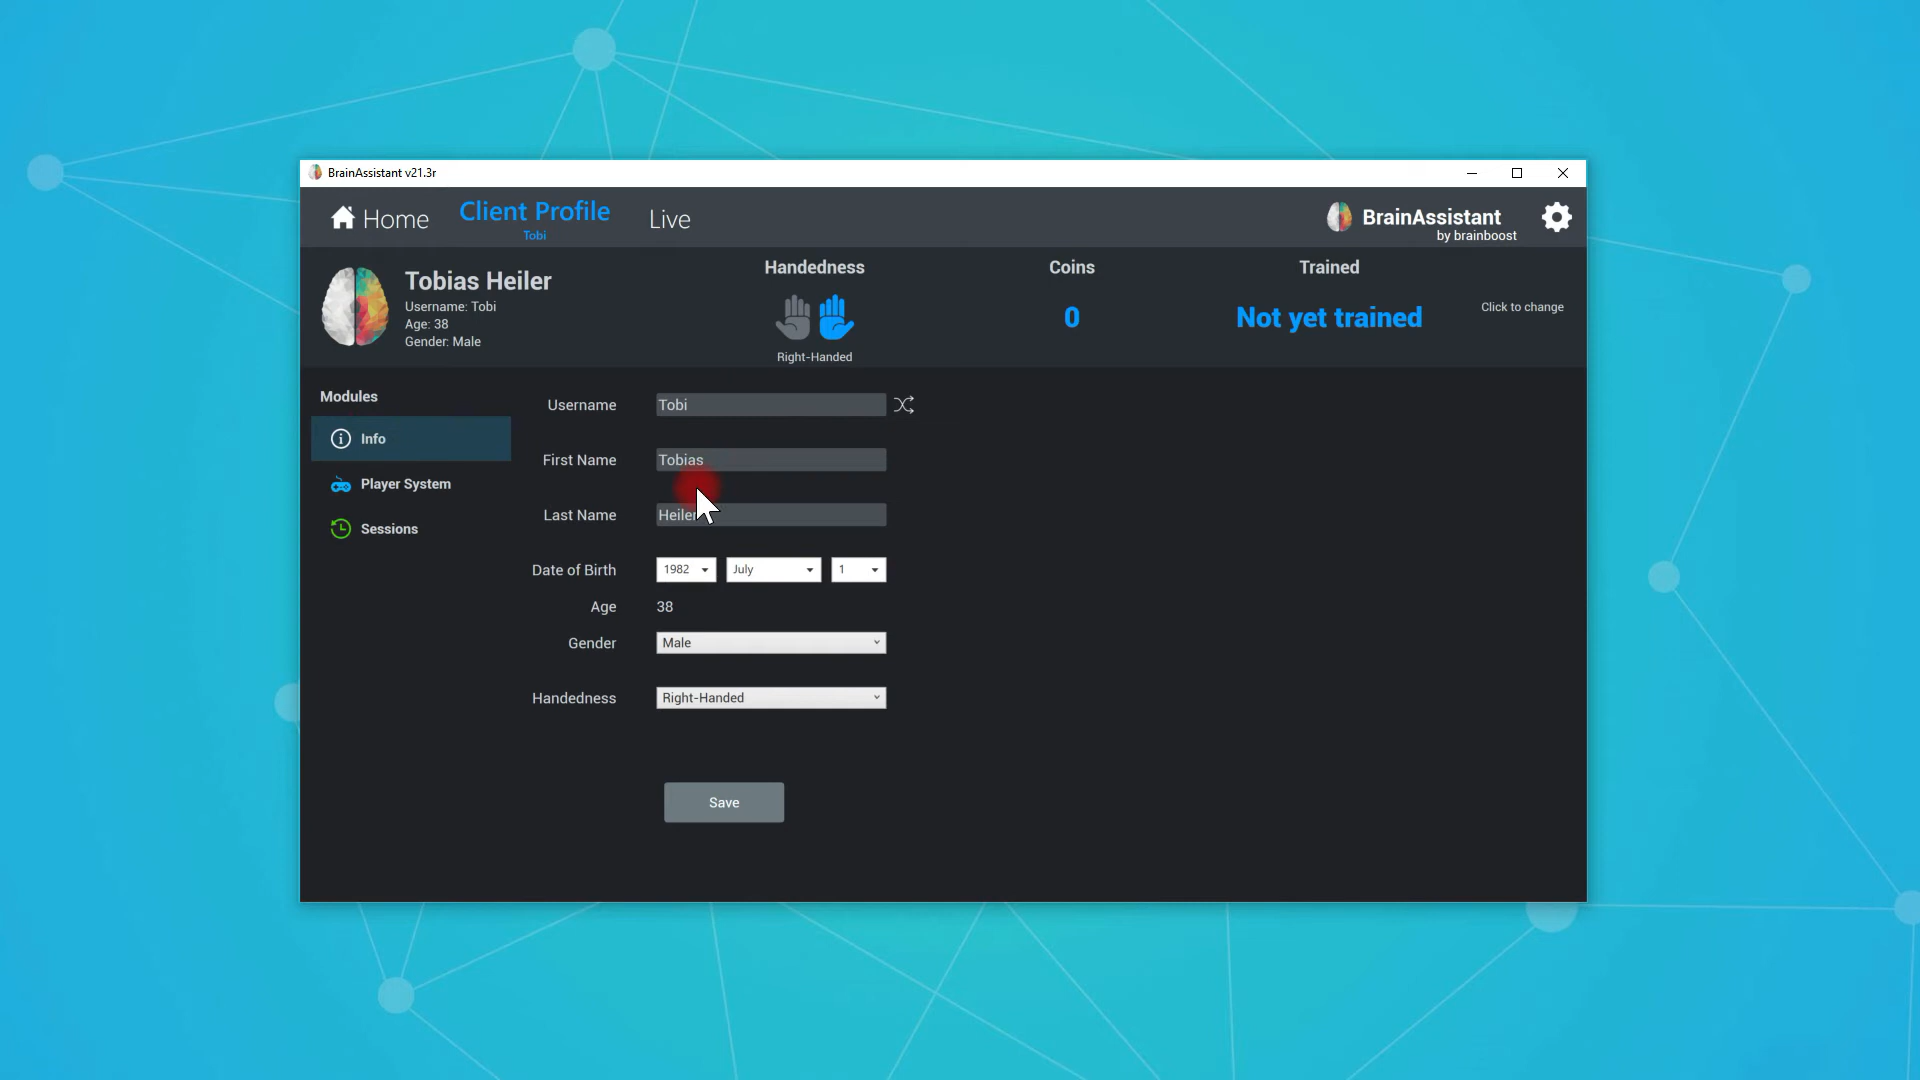 BrainAssistant v21.3r
Home
Client Profile
Tobi
Live
BrainAssistant
by brainboost
Tobias Heiler
Username: Tobi
Age: 38
Gender: Male
Handedness
Right-Handed
Coins
0
Trained
Not yet trained
Click to change
Modules
Info
Player System
Sessions
Username Tobi
First Name Tobias
Last Name Heiler
Date of Birth 1982 July 1
Age 38
Gender Male
Handedness Right-Handed
Save